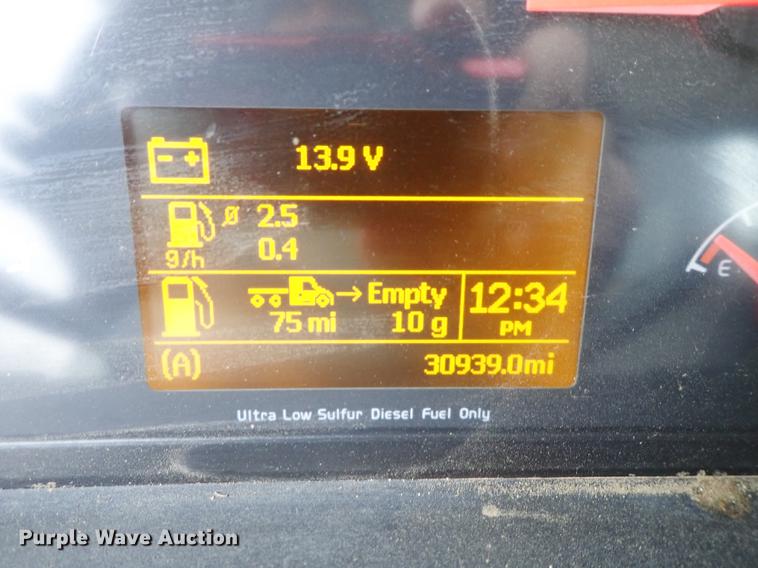 13.9 V
ø 2.5
g/h 0.4
→ Empty
75 mi 10 g
12:34
PM
(A) 30939.0mi
E
Ultra Low Sulfur Diesel Fuel Only
Purple Wave Auction